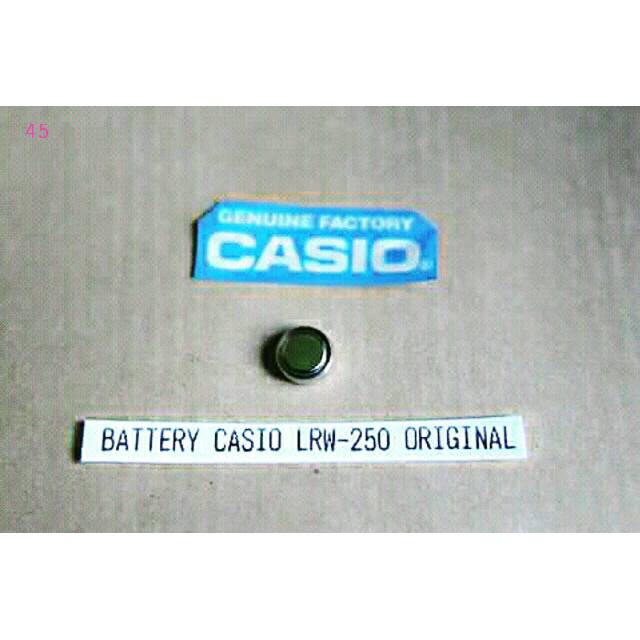 45
GENUINE FACTORY
CASIO
BATTERY CASIO LRW-250 ORIGINAL